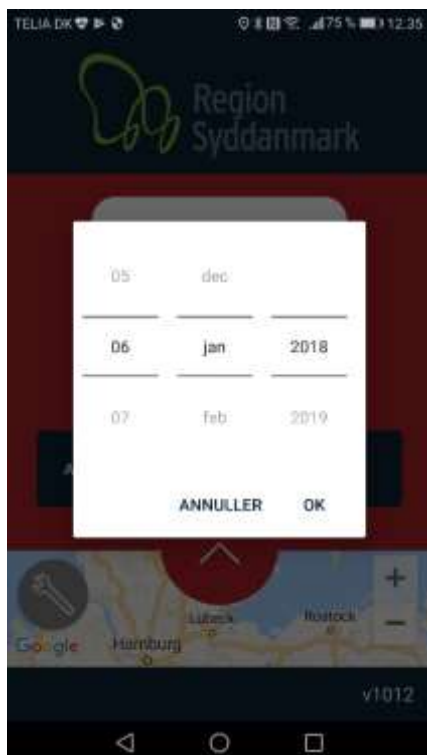 TELIA DK 75 % 12.35
Region
Syddanmark
05 dec
06 jan 2018
07 feb 2019
ANNULLER OK
Lübeck Rostock
Google Hamburg
v1012